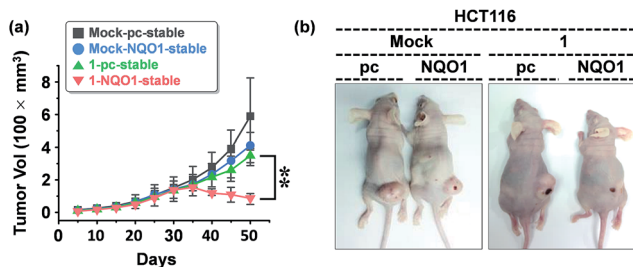 (a)
Mock-pc-stable
Mock-NQO1-stable
1-pc-stable
1-NQO1-stable
Tumor Vol (100 × mm³)
8
6
4
2
0
0 10 20 30 40 50
Days
**
(b)
HCT116
Mock 1
pc NQO1 pc NQO1